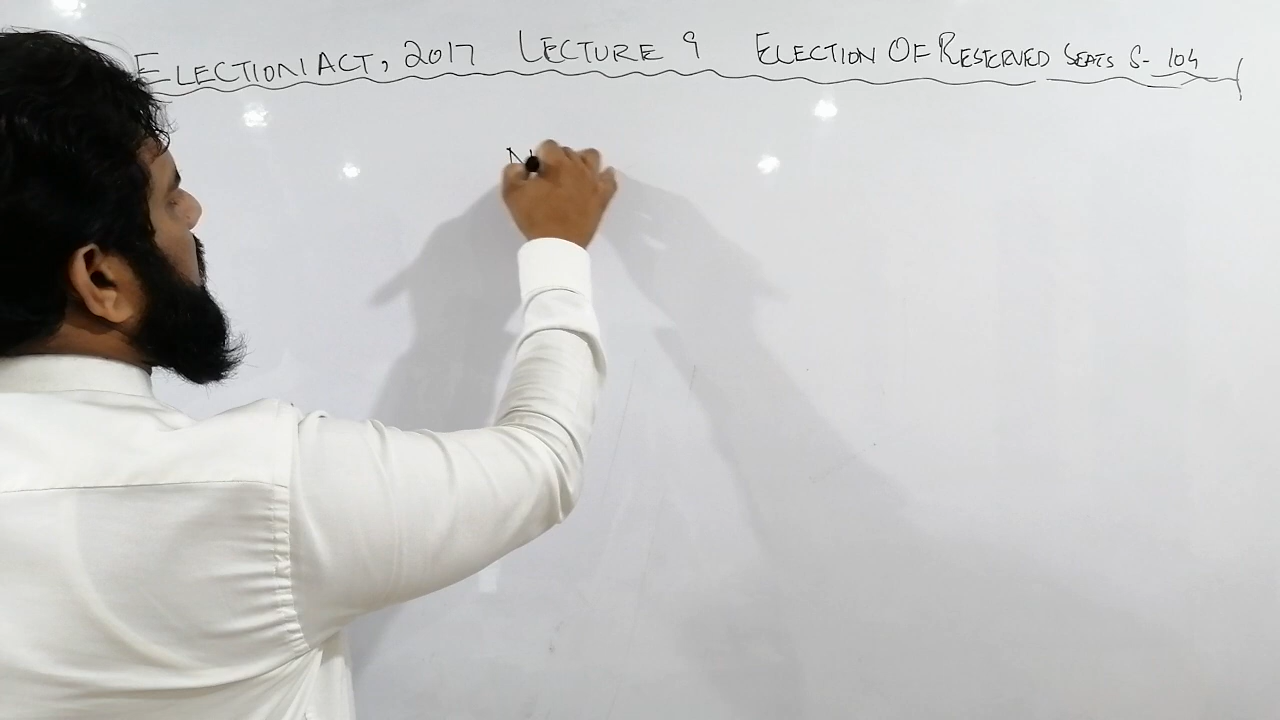 ELECTION ACT, 2017 LECTURE 9 ELECTION OF RESERVED SEATS S-104
N